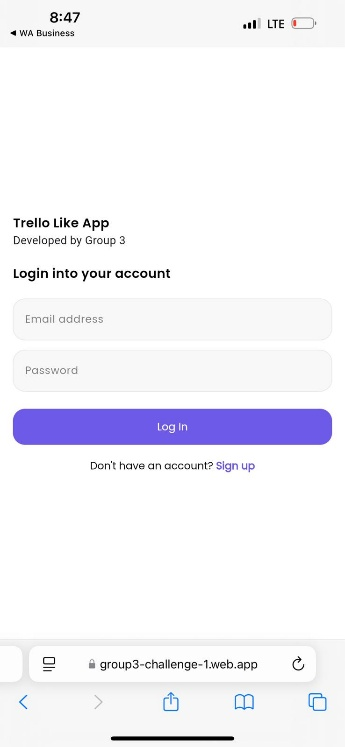 8:47
LTE
◀ WA Business
Trello Like App
Developed by Group 3
Login into your account
Email address
Password
Log In
Don't have an account? Sign up
group3-challenge-1.web.app